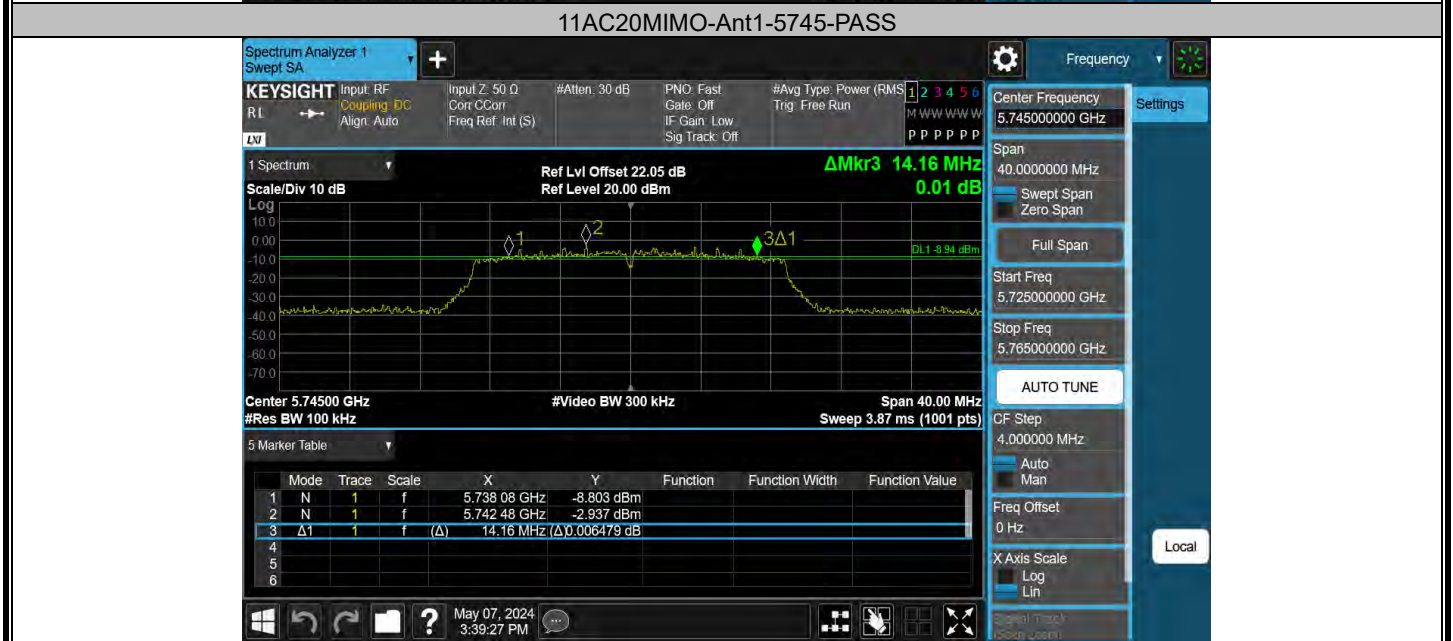 11AC20MIMO-Ant1-5745-PASS
Spectrum Analyzer 1
Swept SA
Frequency
KEYSIGHT
RL
LXI
Input: RF
Coupling: DC
Align: Auto
Input Z: 50 Ω
Corr CCorr
Freq Ref: Int (S)
#Atten: 30 dB
PNO: Fast
Gate: Off
IF Gain: Low
Sig Track: Off
#Avg Type: Power (RMS
Trig: Free Run
1 2 3 4 5 6
M W W W W W
P P P P P P
1 Spectrum
Scale/Div 10 dB
Ref Lvl Offset 22.05 dB
Ref Level 20.00 dBm
ΔMkr3 14.16 MHz
0.01 dB
Log
10.0
0.00
-10.0
-20.0
-30.0
-40.0
-50.0
-60.0
-70.0
1
2
3Δ1
DL1 -8.94 dBm
Center 5.74500 GHz
#Video BW 300 kHz
Span 40.00 MHz
#Res BW 100 kHz
Sweep 3.87 ms (1001 pts)
5 Marker Table
Mode Trace Scale X Y Function Function Width Function Value
1 N 1 f 5.738 08 GHz -8.803 dBm
2 N 1 f 5.742 48 GHz -2.937 dBm
3 Δ1 1 f (Δ) 14.16 MHz (Δ)0.006479 dB
4
5
6
May 07, 2024
3:39:27 PM
Center Frequency
5.745000000 GHz
Settings
Span
40.0000000 MHz
Swept Span
Zero Span
Full Span
Start Freq
5.725000000 GHz
Stop Freq
5.765000000 GHz
AUTO TUNE
CF Step
4.000000 MHz
Auto
Man
Freq Offset
0 Hz
X Axis Scale
Log
Lin
Local